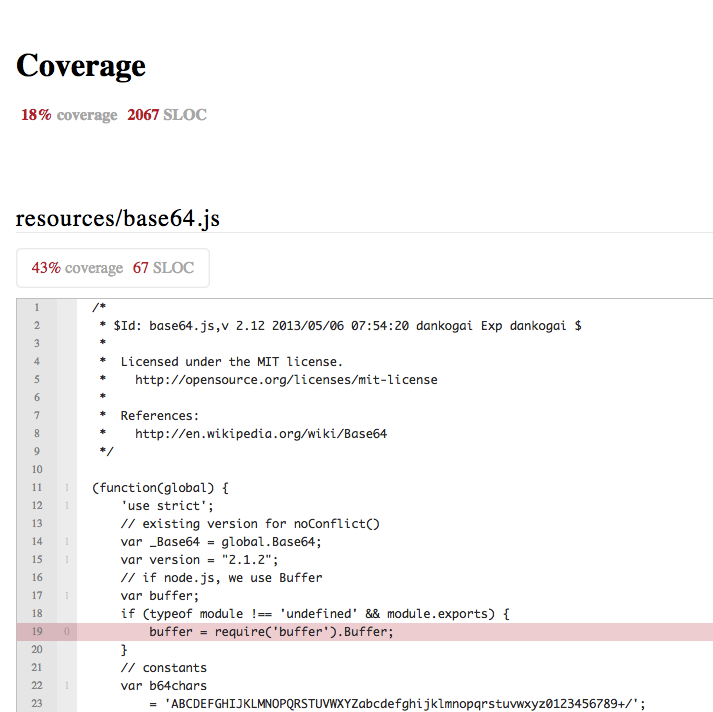 Coverage
18% coverage 2067 SLOC
resources/base64.js
43% coverage 67 SLOC
1 /*
2 * $Id: base64.js,v 2.12 2013/05/06 07:54:20 dankogai Exp dankogai $
3 *
4 *  Licensed under the MIT license.
5 *    http://opensource.org/licenses/mit-license
6 *
7 *  References:
8 *    http://en.wikipedia.org/wiki/Base64
9 */
10
11 1 (function(global) {
12 1     'use strict';
13     // existing version for noConflict()
14 1     var _Base64 = global.Base64;
15 1     var version = "2.1.2";
16     // if node.js, we use Buffer
17 1     var buffer;
18     if (typeof module !== 'undefined' && module.exports) {
19 0         buffer = require('buffer').Buffer;
20     }
21     // constants
22 1     var b64chars
23         = 'ABCDEFGHIJKLMNOPQRSTUVWXYZabcdefghijklmnopqrstuvwxyz0123456789+/';